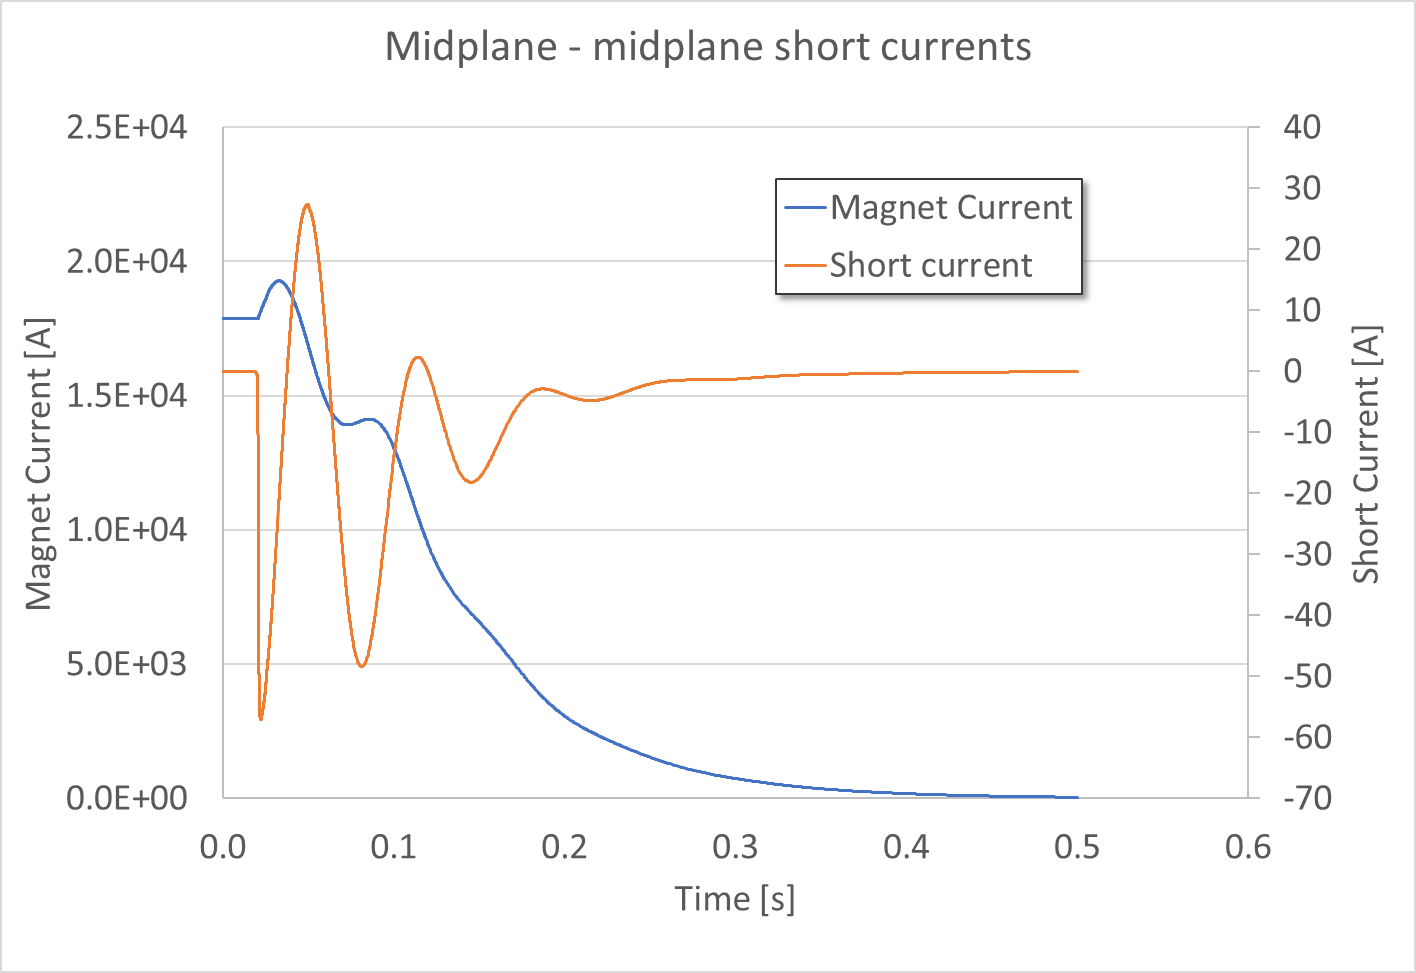 Midplane - midplane short currents
2.5E+04
2.0E+04
1.5E+04
1.0E+04
5.0E+03
0.0E+00
Magnet Current [A]
Magnet Current
Short current
40
30
20
10
0
-10
-20
-30
-40
-50
-60
-70
Short Current [A]
0.0 0.1 0.2 0.3 0.4 0.5 0.6
Time [s]